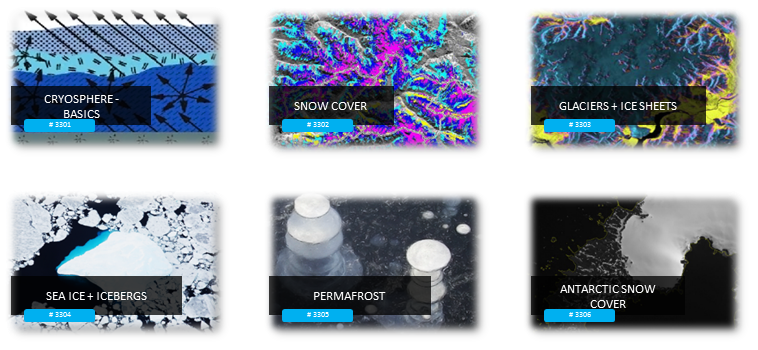 CRYOSPHERE -
BASICS
# 3301
SNOW COVER
# 3302
GLACIERS + ICE SHEETS
# 3303
SEA ICE + ICEBERGS
# 3304
PERMAFROST
# 3305
ANTARCTIC SNOW
COVER
# 3306